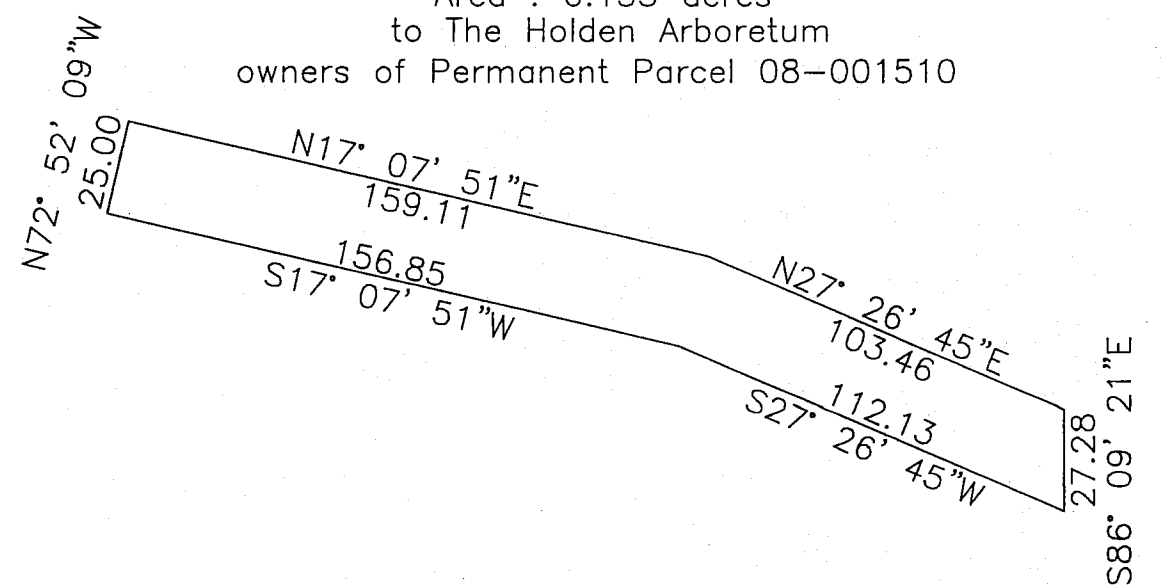 to The Holden Arboretum
owners of Permanent Parcel 08-001510
N72° 52' 09"W
25.00
N17° 07' 51"E
159.11
156.85
S17° 07' 51"W
N27° 26' 45"E
103.46
112.13
S27° 26' 45"W
27.28
S86° 09' 21"E